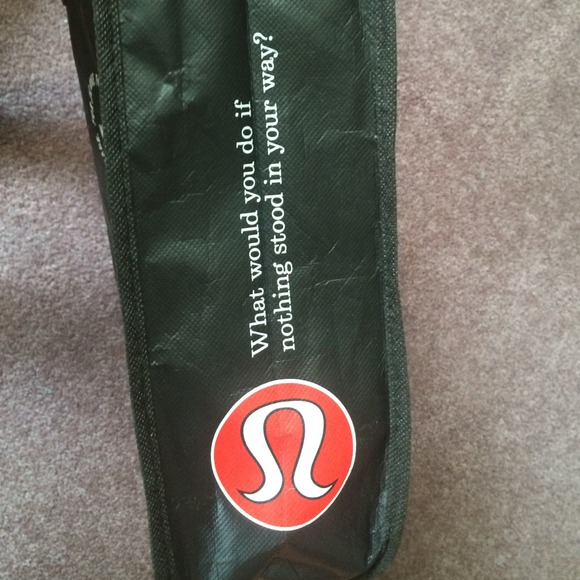 What would you do if
nothing stood in your way?